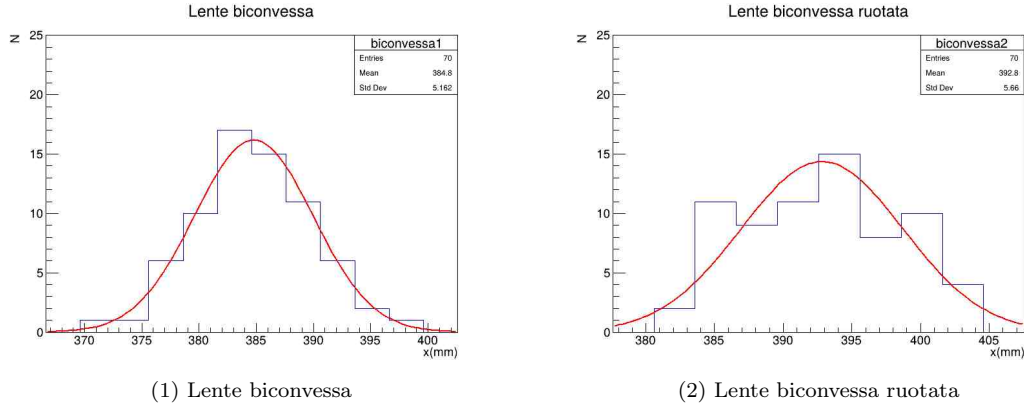 Lente biconvessa
N
25
20
15
10
5
0
biconvessa1
Entries 70
Mean 384.8
Std Dev 5.162
370 375 380 385 390 395 400
x(mm)
(1) Lente biconvessa
Lente biconvessa ruotata
N
25
20
15
10
5
0
biconvessa2
Entries 70
Mean 392.8
Std Dev 5.66
380 385 390 395 400 405
x(mm)
(2) Lente biconvessa ruotata